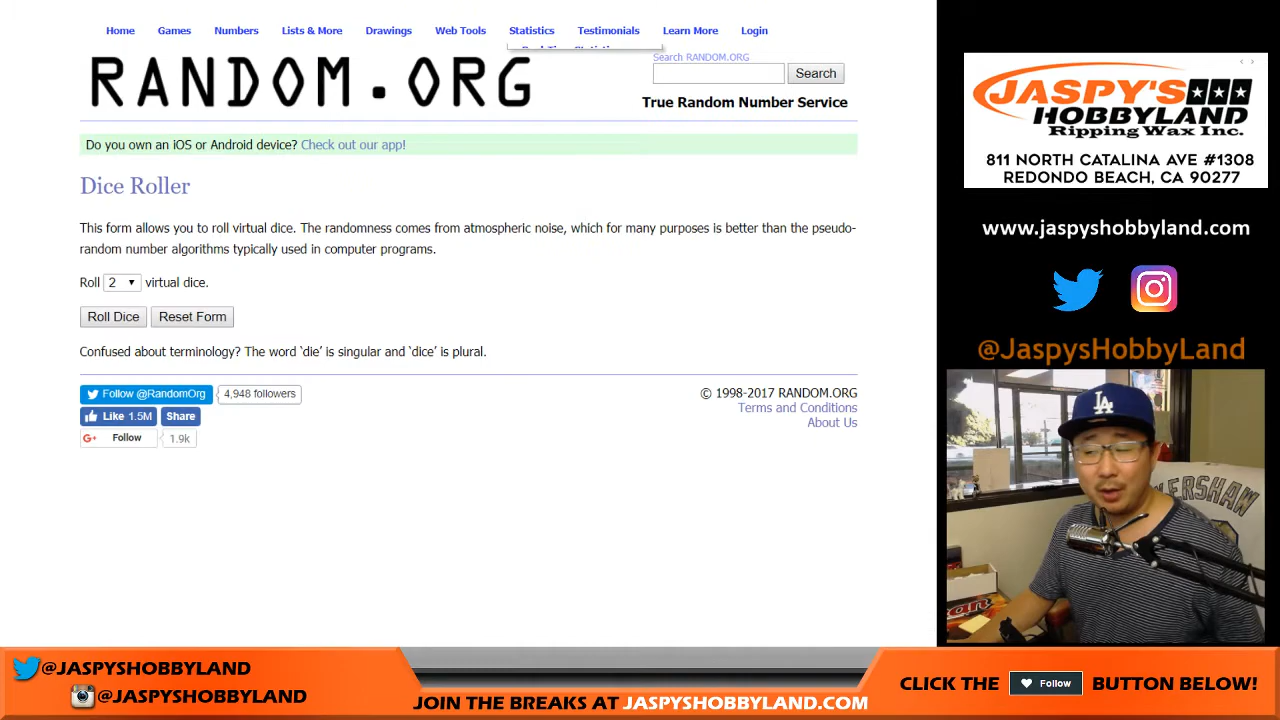 Home Games Numbers Lists & More Drawings Web Tools Statistics Testimonials Learn More Login
RANDOM.ORG
Search RANDOM.ORG
Search
True Random Number Service
Do you own an iOS or Android device? Check out our app!
Dice Roller
This form allows you to roll virtual dice. The randomness comes from atmospheric noise, which for many purposes is better than the pseudo-
random number algorithms typically used in computer programs.
Roll 2 virtual dice.
Roll Dice Reset Form
Confused about terminology? The word ‘die’ is singular and ‘dice’ is plural.
Follow @RandomOrg 4,948 followers
Like 1.5M Share
G+ Follow 1.9k
© 1998-2017 RANDOM.ORG
Terms and Conditions
About Us
JASPY'S
HOBBYLAND
Ripping Wax Inc.
811 NORTH CATALINA AVE #1308
REDONDO BEACH, CA 90277
www.jaspyshobbyland.com
@JaspysHobbyLand
LA
KERSHAW
@JASPYSHOBBYLAND
@JASPYSHOBBYLAND
JOIN THE BREAKS AT JASPYSHOBBYLAND.COM
CLICK THE Follow BUTTON BELOW!